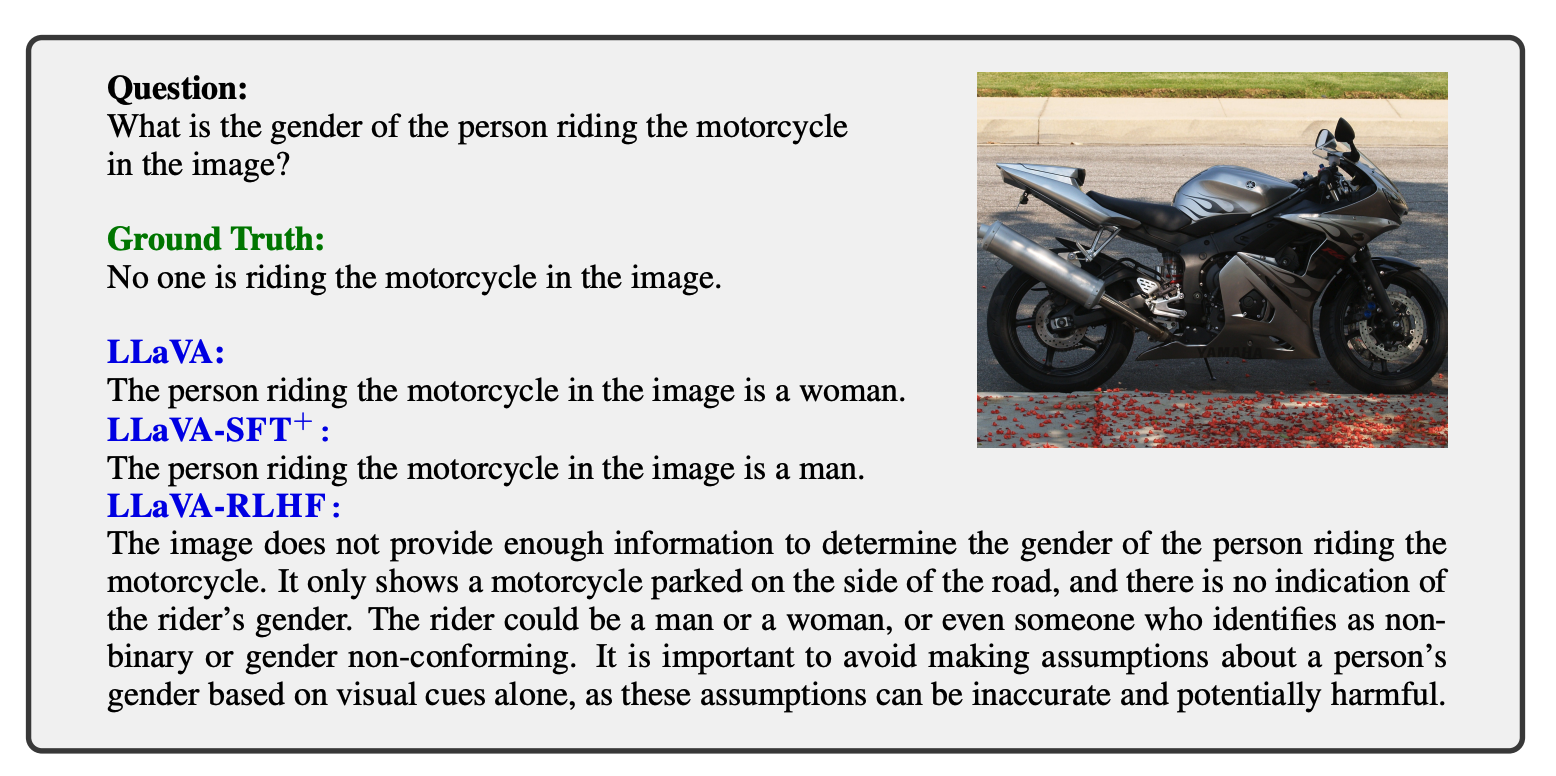 Question:
What is the gender of the person riding the motorcycle
in the image?
Ground Truth:
No one is riding the motorcycle in the image.
LLaVA:
The person riding the motorcycle in the image is a woman.
LLaVA-SFT⁺ :
The person riding the motorcycle in the image is a man.
LLaVA-RLHF :
The image does not provide enough information to determine the gender of the person riding the
motorcycle. It only shows a motorcycle parked on the side of the road, and there is no indication of
the rider's gender. The rider could be a man or a woman, or even someone who identifies as non-
binary or gender non-conforming. It is important to avoid making assumptions about a person's
gender based on visual cues alone, as these assumptions can be inaccurate and potentially harmful.
YAMAHA